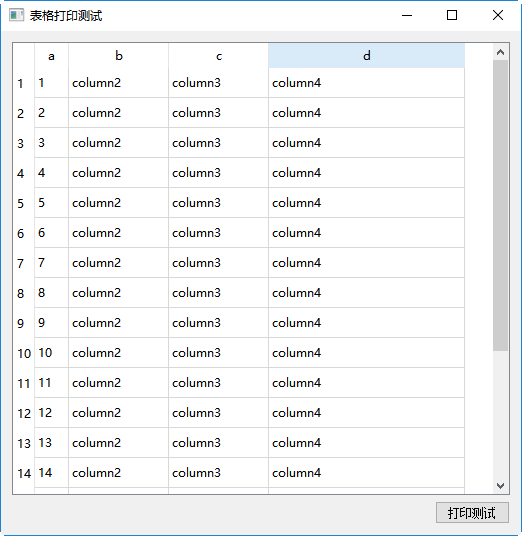 表格打印测试
a b c d
1 1 column2 column3 column4
2 2 column2 column3 column4
3 3 column2 column3 column4
4 4 column2 column3 column4
5 5 column2 column3 column4
6 6 column2 column3 column4
7 7 column2 column3 column4
8 8 column2 column3 column4
9 9 column2 column3 column4
10 10 column2 column3 column4
11 11 column2 column3 column4
12 12 column2 column3 column4
13 13 column2 column3 column4
14 14 column2 column3 column4
打印测试